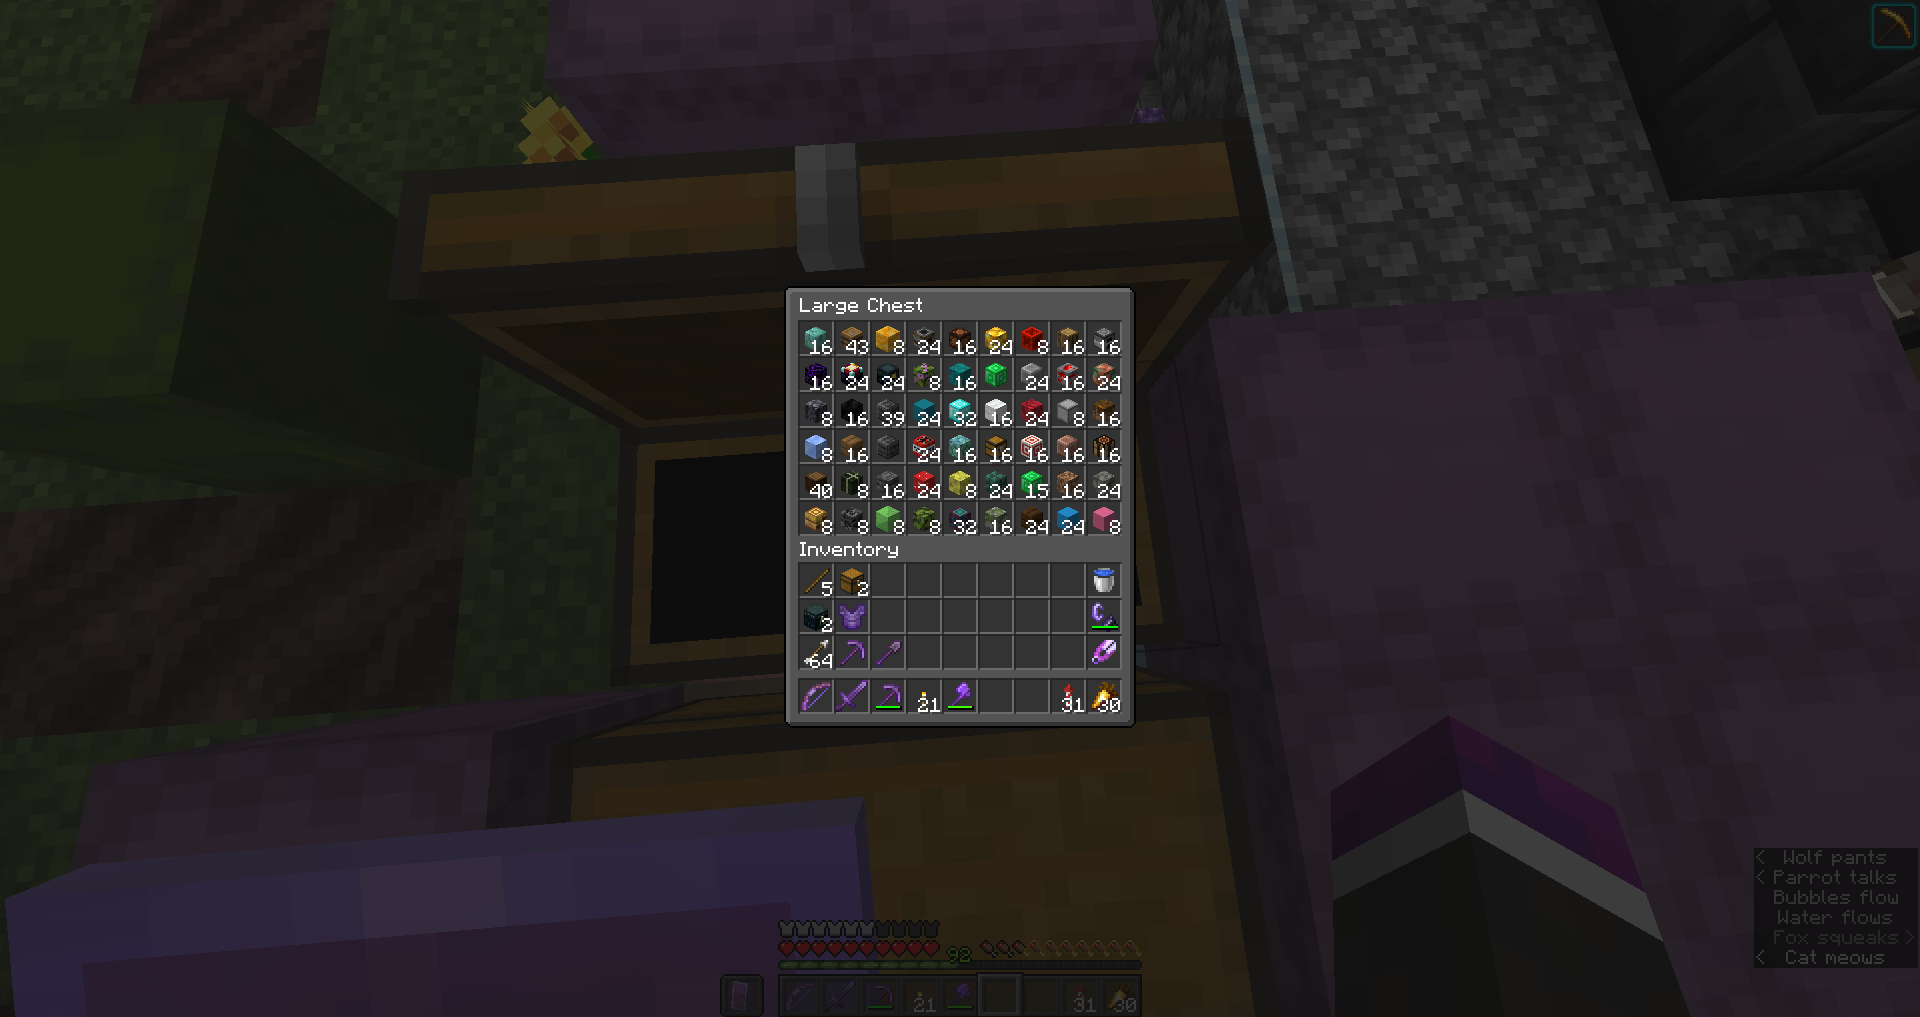 Large Chest
16 43 8 24 16 24 8 16 16
16 24 24 8 16 24 16 24
8 16 39 24 32 16 24 8 16
8 16 24 16 16 16 16 16
40 8 16 24 8 24 15 16 24
8 8 8 8 32 16 24 24 8
Inventory
5 2
2
64
21 31 30
< Wolf pants
< Parrot talks
Bubbles flow
Water flows
Fox squeaks >
< Cat meows
92
21 31 30